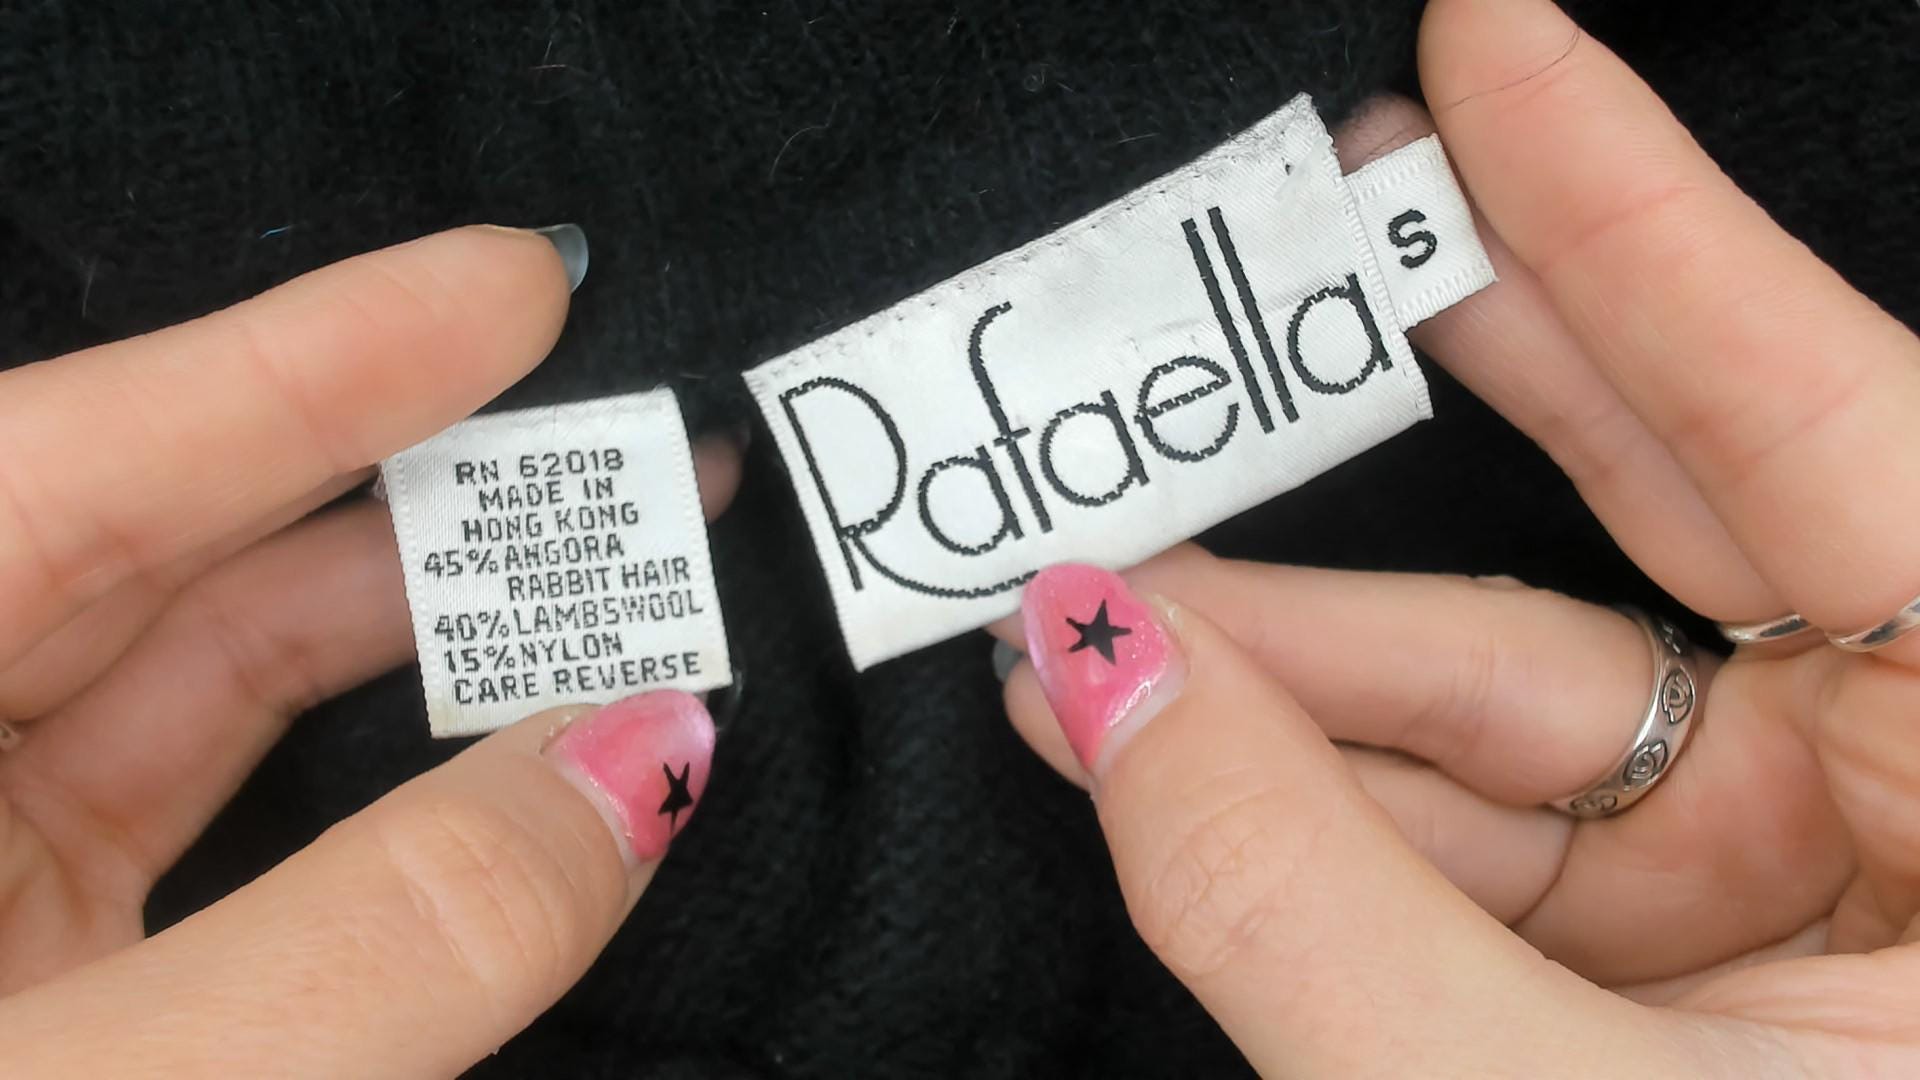 RN 62018
MADE IN
HONG KONG
45% ANGORA
RABBIT HAIR
40% LAMBSWOOL
15% NYLON
CARE REVERSE
Rafaella
S